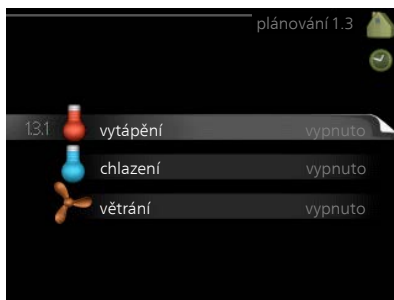 plánování 1.3
1.3.1 vytápění vypnuto
chlazení vypnuto
větrání vypnuto